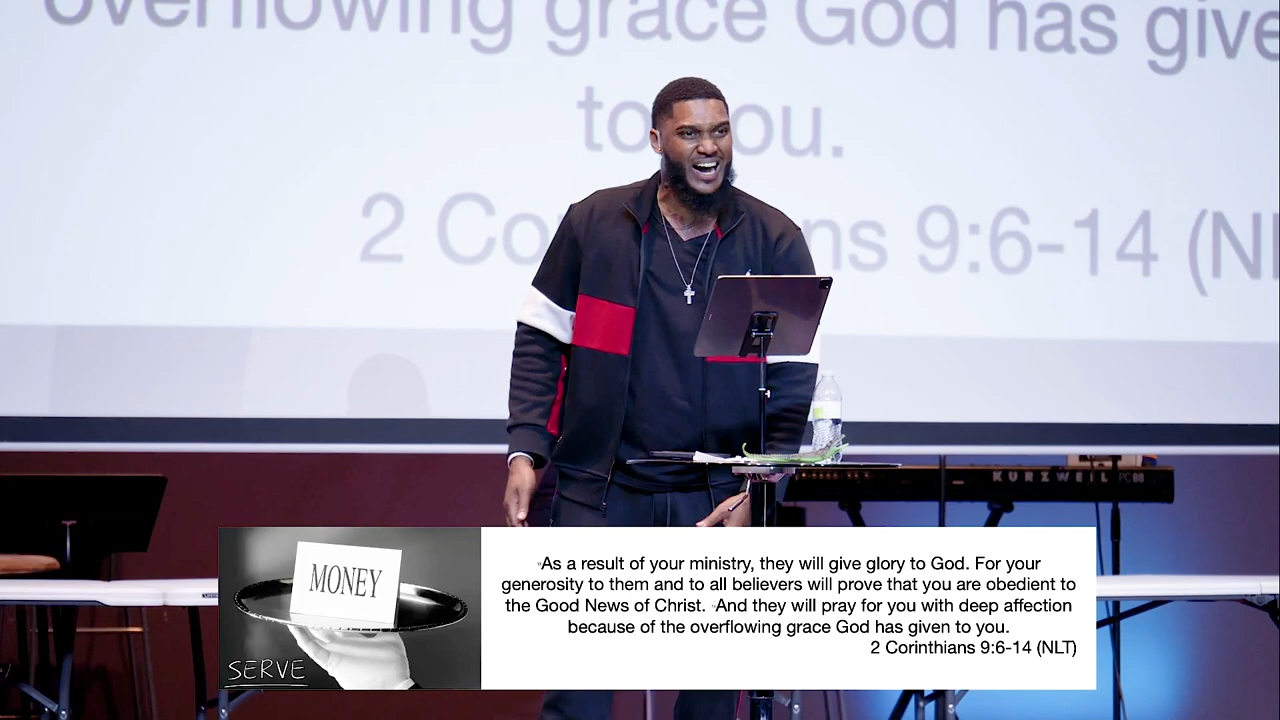 overflowing grace God has give
to you.
2 Co ns 9:6-14 (NL
KURZWEIL PC88
MONEY
SERVE
As a result of your ministry, they will give glory to God. For your
generosity to them and to all believers will prove that you are obedient to
the Good News of Christ. And they will pray for you with deep affection
because of the overflowing grace God has given to you.
2 Corinthians 9:6-14 (NLT)